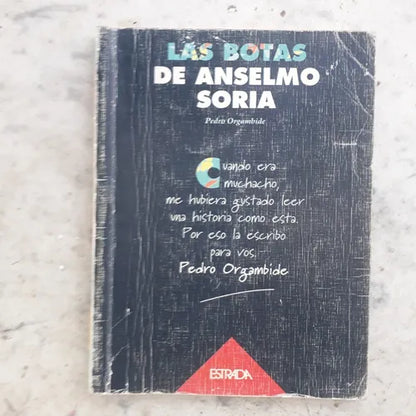 LAS BOTAS
DE ANSELMO
SORIA
Pedro Orgambide
Cuando era
muchacho,
me hubiera gustado leer
una historia como esta.
Por eso la escribo
para vos.
Pedro Orgambide
ESTRADA